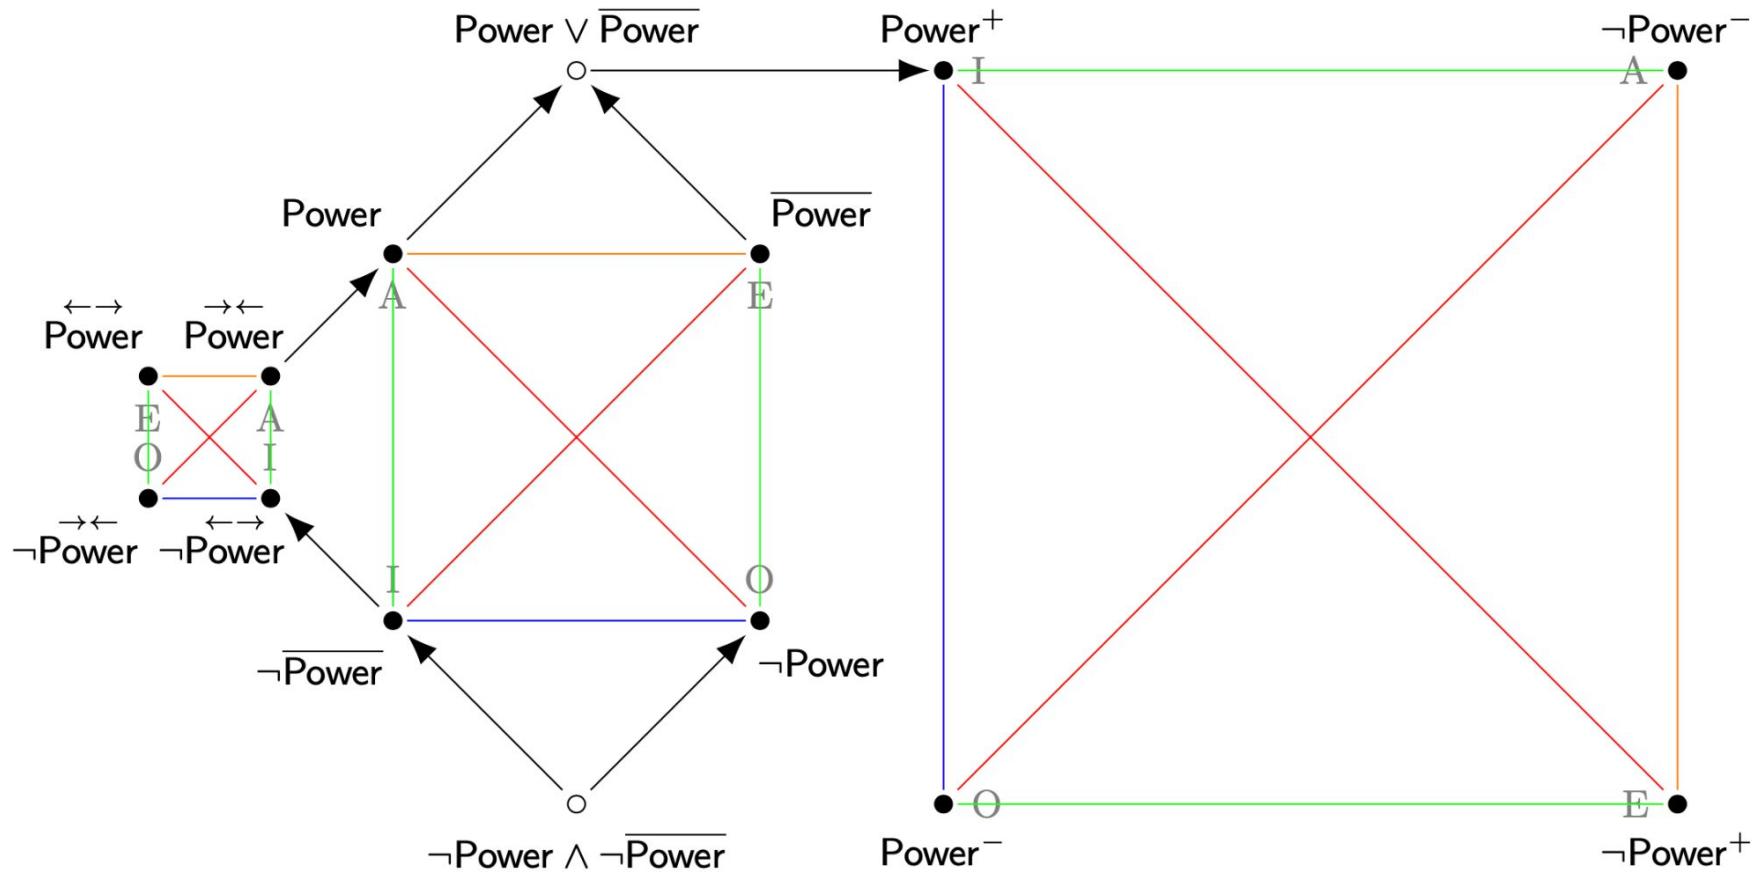 Power ∨ P̅o̅w̅e̅r̅ Power⁺ ¬Power⁻
I A
Power P̅o̅w̅e̅r̅
A E
←→ →←
Power Power
E A
O I
→← ←→
¬Power ¬Power
I O
¬P̅o̅w̅e̅r̅ ¬Power
O E
¬Power ∧ ¬P̅o̅w̅e̅r̅ Power⁻ ¬Power⁺